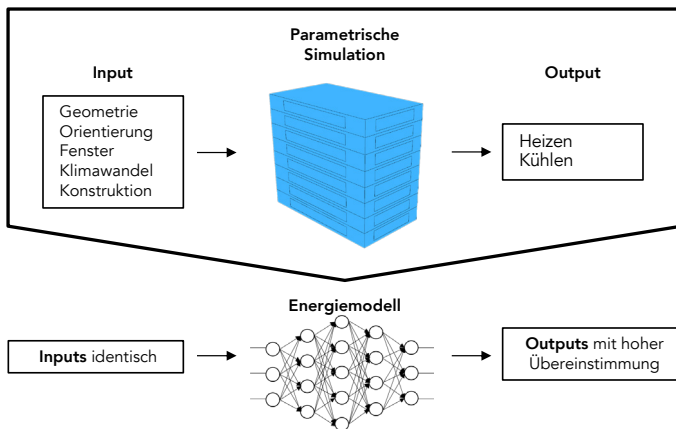 Parametrische
Simulation
Input
Output
Geometrie
Orientierung
Fenster
Klimawandel
Konstruktion
Heizen
Kühlen
Energiemodell
Inputs identisch
Outputs mit hoher
Übereinstimmung